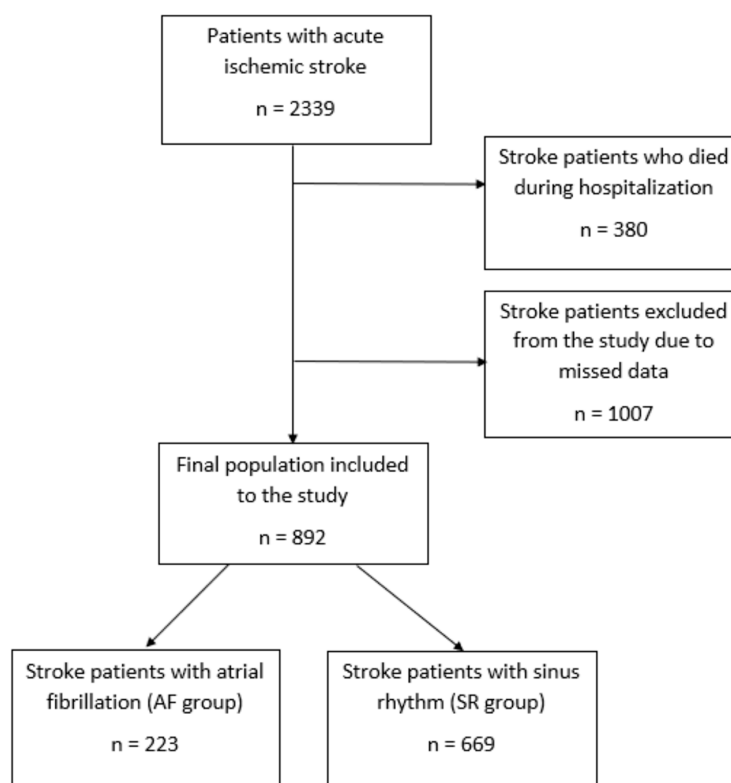 Patients with acute
ischemic stroke
n = 2339
Stroke patients who died
during hospitalization
n = 380
Stroke patients excluded
from the study due to
missed data
n = 1007
Final population included
to the study
n = 892
Stroke patients with atrial
fibrillation (AF group)
n = 223
Stroke patients with sinus
rhythm (SR group)
n = 669